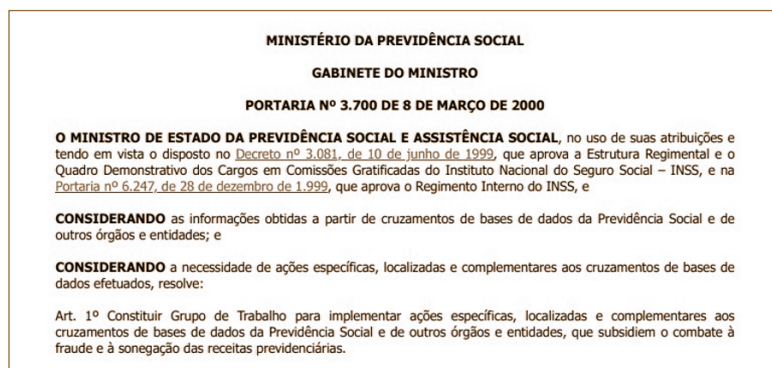 MINISTÉRIO DA PREVIDÊNCIA SOCIAL
GABINETE DO MINISTRO
PORTARIA Nº 3.700 DE 8 DE MARÇO DE 2000
O MINISTRO DE ESTADO DA PREVIDÊNCIA SOCIAL E ASSISTÊNCIA SOCIAL, no uso de suas atribuições e
tendo em vista o disposto no Decreto nº 3.081, de 10 de junho de 1999, que aprova a Estrutura Regimental e o
Quadro Demonstrativo dos Cargos em Comissões Gratificadas do Instituto Nacional do Seguro Social – INSS, e na
Portaria nº 6.247, de 28 de dezembro de 1.999, que aprova o Regimento Interno do INSS, e
CONSIDERANDO as informações obtidas a partir de cruzamentos de bases de dados da Previdência Social e de
outros órgãos e entidades; e
CONSIDERANDO a necessidade de ações específicas, localizadas e complementares aos cruzamentos de bases de
dados efetuados, resolve:
Art. 1º Constituir Grupo de Trabalho para implementar ações específicas, localizadas e complementares aos
cruzamentos de bases de dados da Previdência Social e de outros órgãos e entidades, que subsidiem o combate à
fraude e à sonegação das receitas previdenciárias.